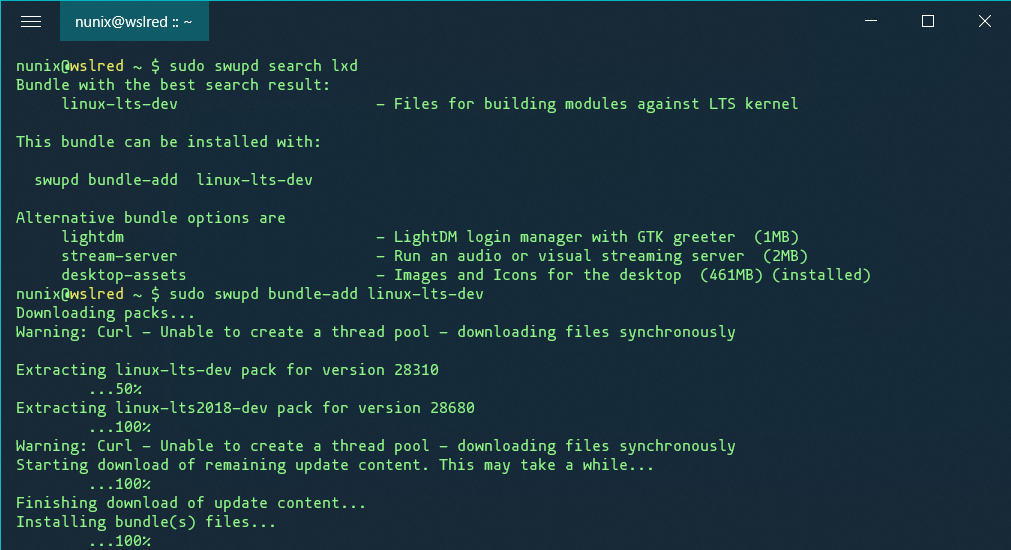 nunix@wslred :: ~
nunix@wslred ~ $ sudo swupd search lxd
Bundle with the best search result:
     linux-lts-dev                      - Files for building modules against LTS kernel
This bundle can be installed with:
  swupd bundle-add  linux-lts-dev
Alternative bundle options are
     lightdm                            - LightDM login manager with GTK greeter  (1MB)
     stream-server                      - Run an audio or visual streaming server  (2MB)
     desktop-assets                     - Images and Icons for the desktop  (461MB) (installed)
nunix@wslred ~ $ sudo swupd bundle-add linux-lts-dev
Downloading packs...
Warning: Curl - Unable to create a thread pool - downloading files synchronously
Extracting linux-lts-dev pack for version 28310
        ...50%
Extracting linux-lts2018-dev pack for version 28680
        ...100%
Warning: Curl - Unable to create a thread pool - downloading files synchronously
Starting download of remaining update content. This may take a while...
        ...100%
Finishing download of update content...
Installing bundle(s) files...
        ...100%